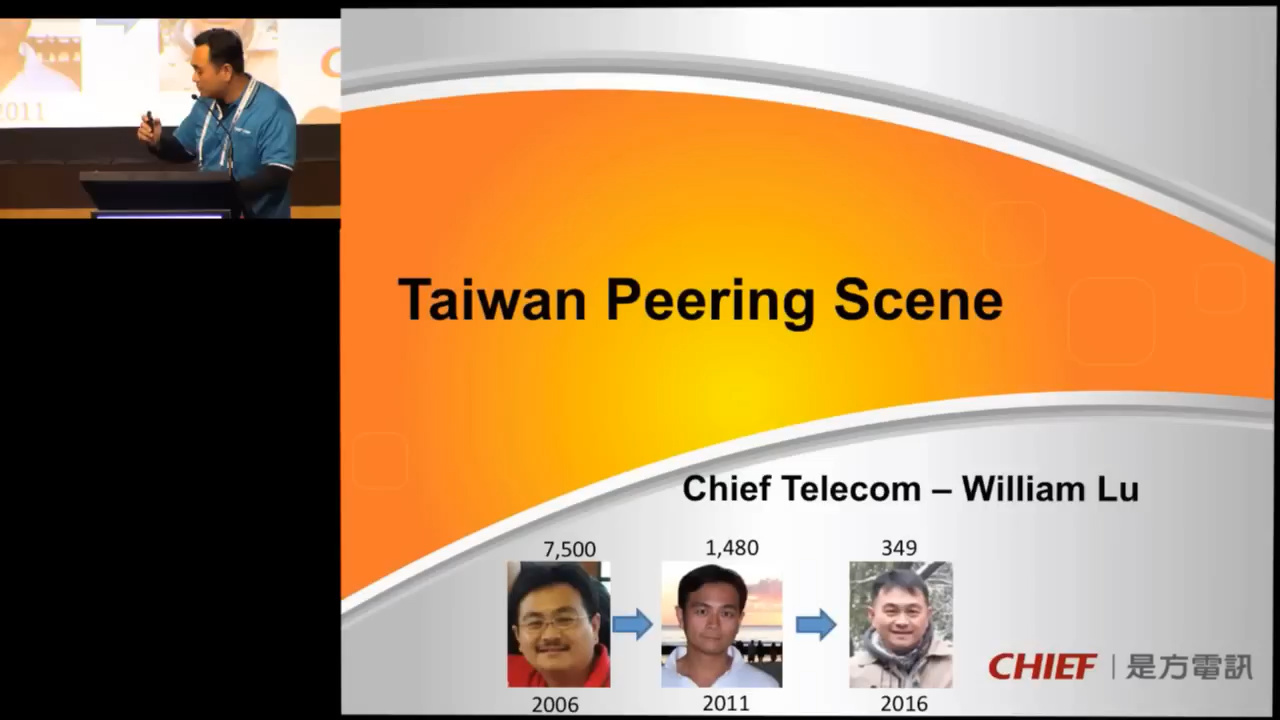 2011
Taiwan Peering Scene
Chief Telecom – William Lu
7,500
1,480
349
2006
2011
2016
CHIEF | 是方電訊